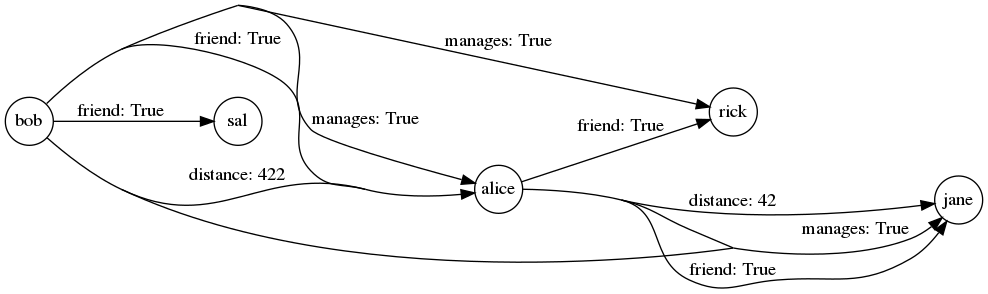 friend: True
manages: True
bob
friend: True
sal
manages: True
friend: True
rick
distance: 422
alice
distance: 42
jane
manages: True
friend: True